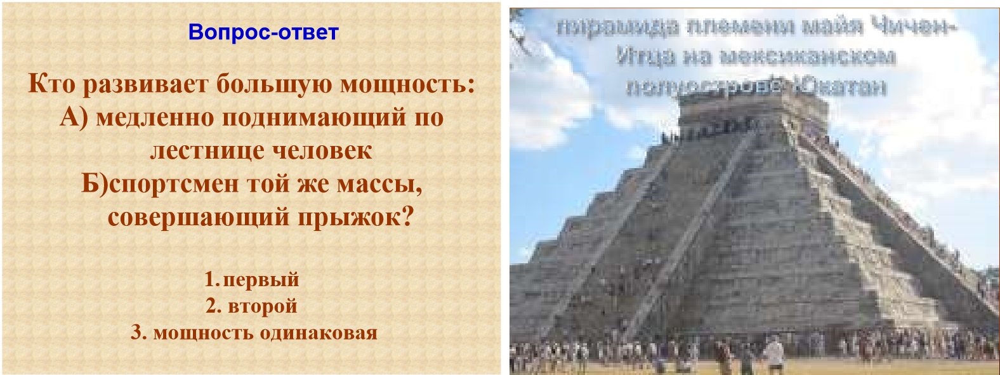 Вопрос-ответ
Кто развивает большую мощность:
А) медленно поднимающий по
лестнице человек
Б)спортсмен той же массы,
совершающий прыжок?
1. первый
2. второй
3. мощность одинаковая
пирамида племени майя Чичен-
Итца на мексиканском
полуострове Юкатан